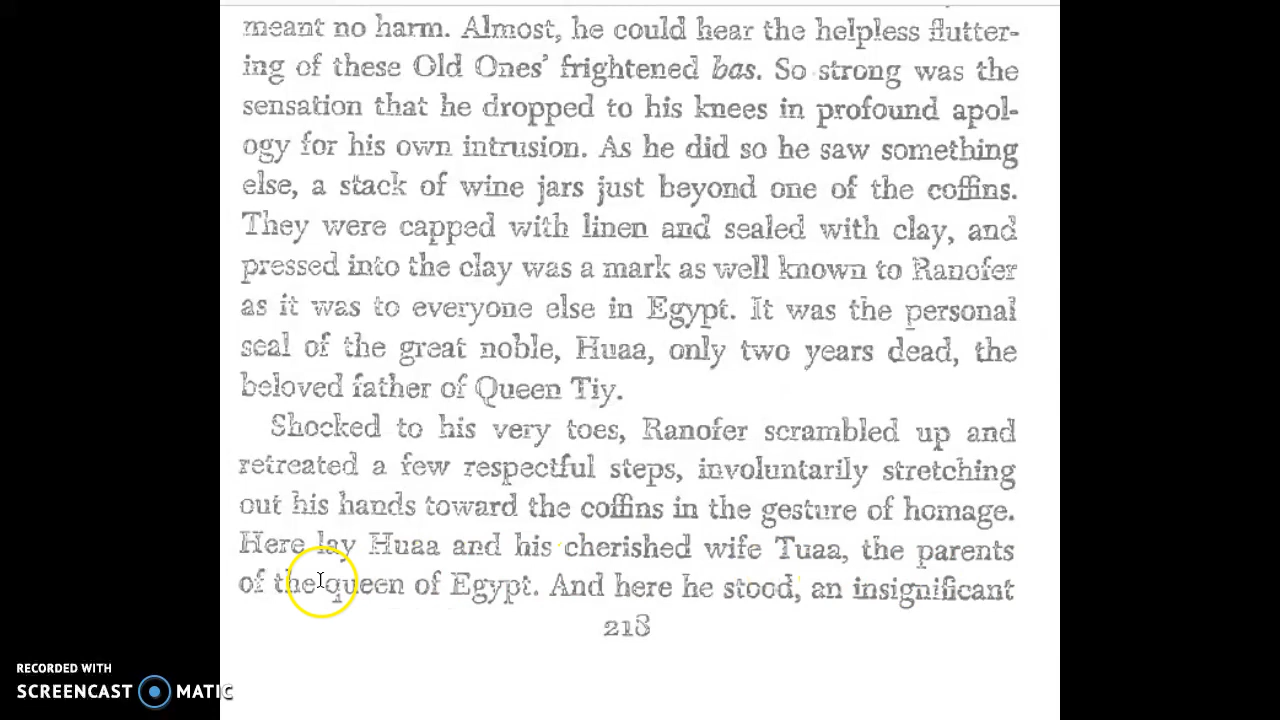 meant no harm. Almost, he could hear the helpless flutter-
ing of these Old Ones' frightened bas. So strong was the
sensation that he dropped to his knees in profound apol-
ogy for his own intrusion. As he did so he saw something
else, a stack of wine jars just beyond one of the coffins.
They were capped with linen and sealed with clay, and
pressed into the clay was a mark as well known to Ranofer
as it was to everyone else in Egypt. It was the personal
seal of the great noble, Huaa, only two years dead, the
beloved father of Queen Tiy.
Shocked to his very toes, Ranofer scrambled up and
retreated a few respectful steps, involuntarily stretching
out his hands toward the coffins in the gesture of homage.
Here lay Huaa and his cherished wife Tuaa, the parents
of the queen of Egypt. And here he stood, an insignificant
218
RECORDED WITH
SCREENCAST MATIC